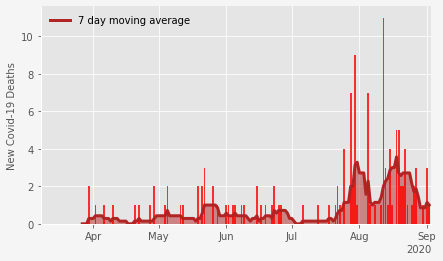 7 day moving average
New Covid-19 Deaths
10
8
6
4
2
0
Apr
May
Jun
Jul
Aug
Sep
2020